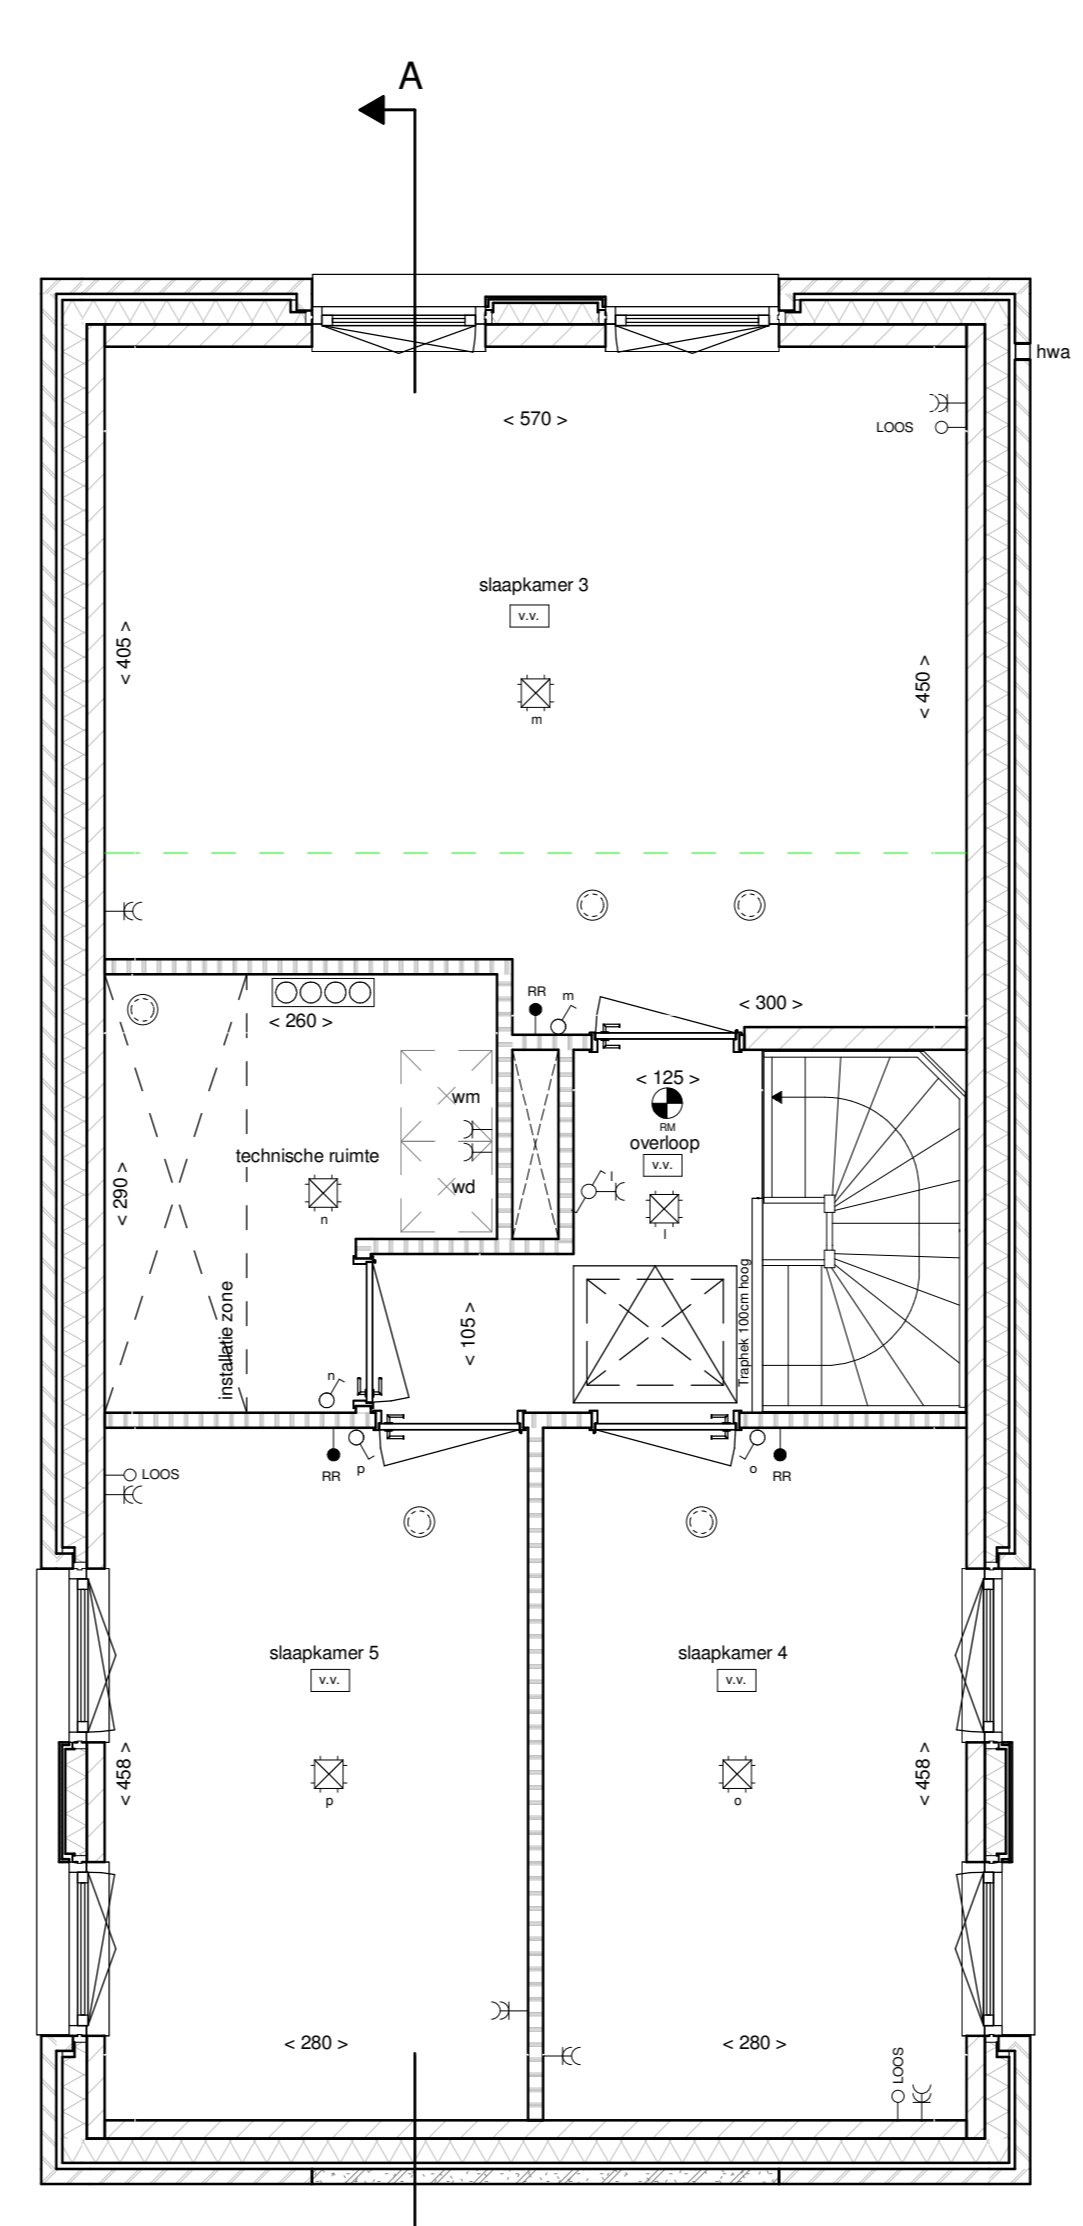 A
hwa
< 570 >
LOOS
slaapkamer 3
v.v.
< 405 >
< 450 >
m
RR
m
< 300 >
< 260 >
< 125 >
wm
RM
overloop
v.v.
technische ruimte
n
wd
l
l
< 290 >
installatie zone
< 105 >
Traphek 100cm hoog
n
RR
p
o
RR
LOOS
slaapkamer 5
v.v.
slaapkamer 4
v.v.
< 458 >
p
o
< 458 >
< 280 >
< 280 >
LOOS